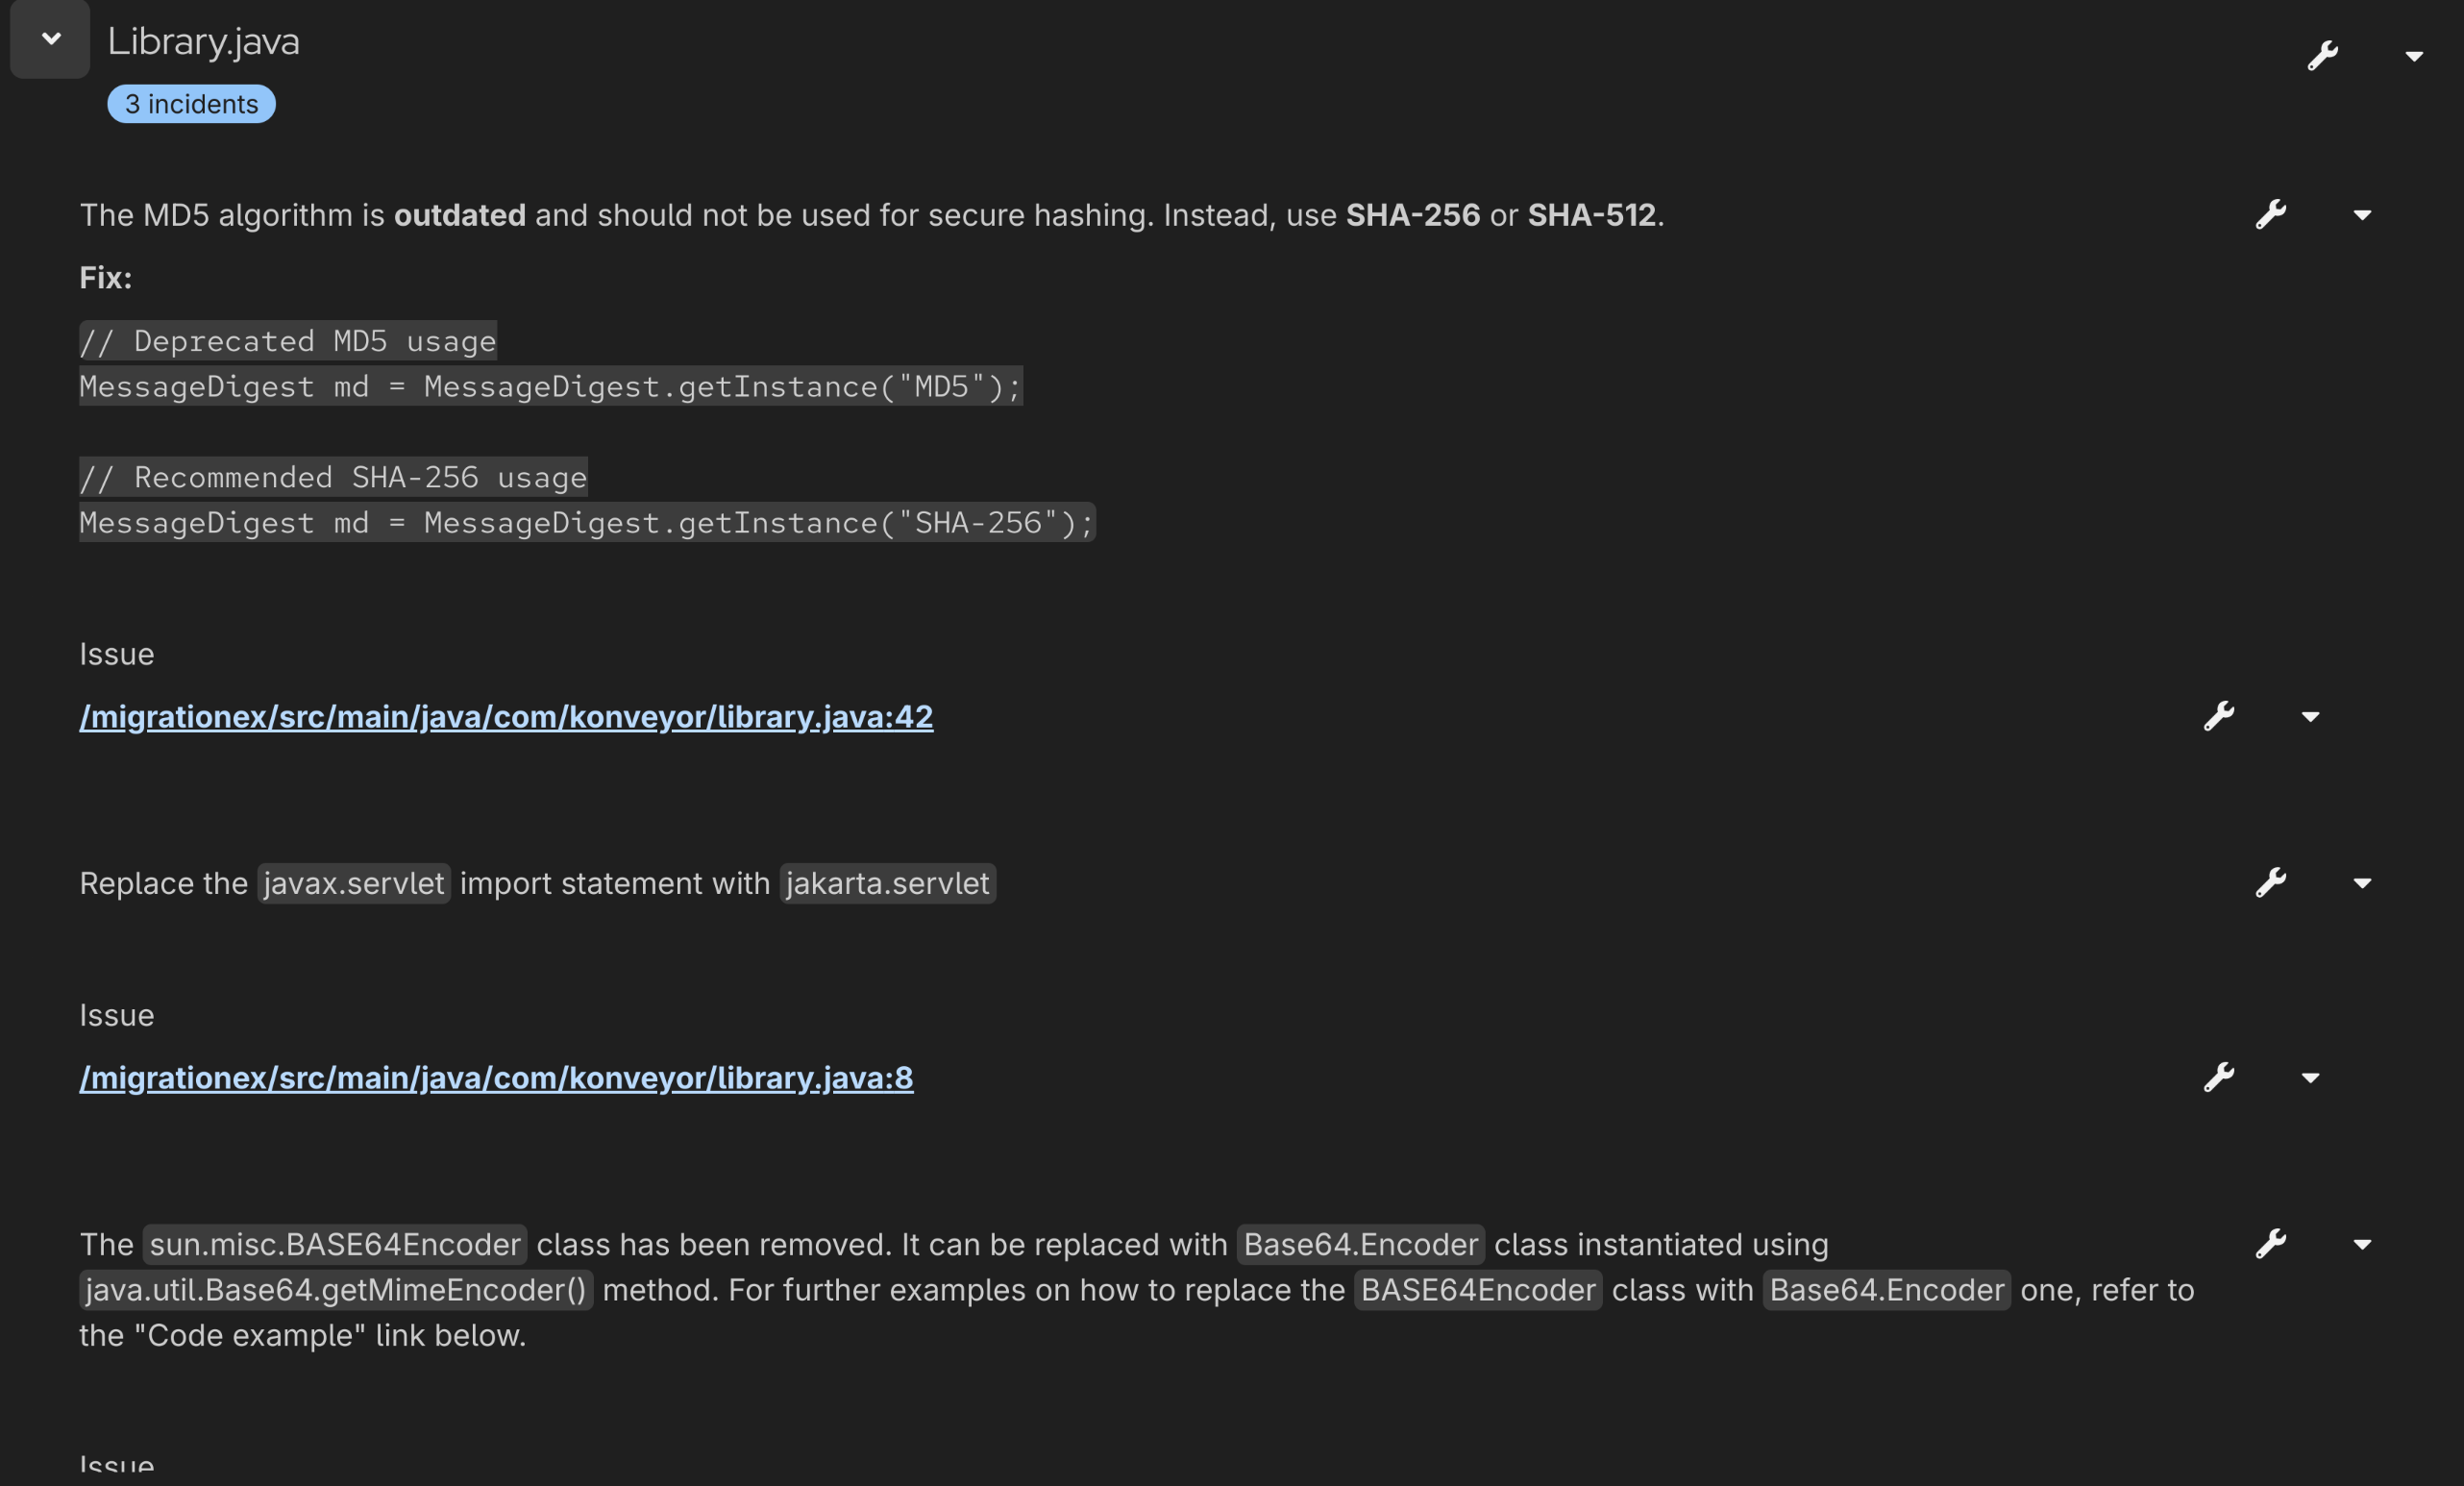 Library.java
3 incidents
The MD5 algorithm is outdated and should not be used for secure hashing. Instead, use SHA-256 or SHA-512.
Fix:
// Deprecated MD5 usage
MessageDigest md = MessageDigest.getInstance("MD5");
// Recommended SHA-256 usage
MessageDigest md = MessageDigest.getInstance("SHA-256");
Issue
/migrationex/src/main/java/com/konveyor/library.java:42
Replace the javax.servlet import statement with jakarta.servlet
Issue
/migrationex/src/main/java/com/konveyor/library.java:8
The sun.misc.BASE64Encoder class has been removed. It can be replaced with Base64.Encoder class instantiated using
java.util.Base64.getMimeEncoder() method. For further examples on how to replace the BASE64Encoder class with Base64.Encoder one, refer to
the "Code example" link below.
Issue